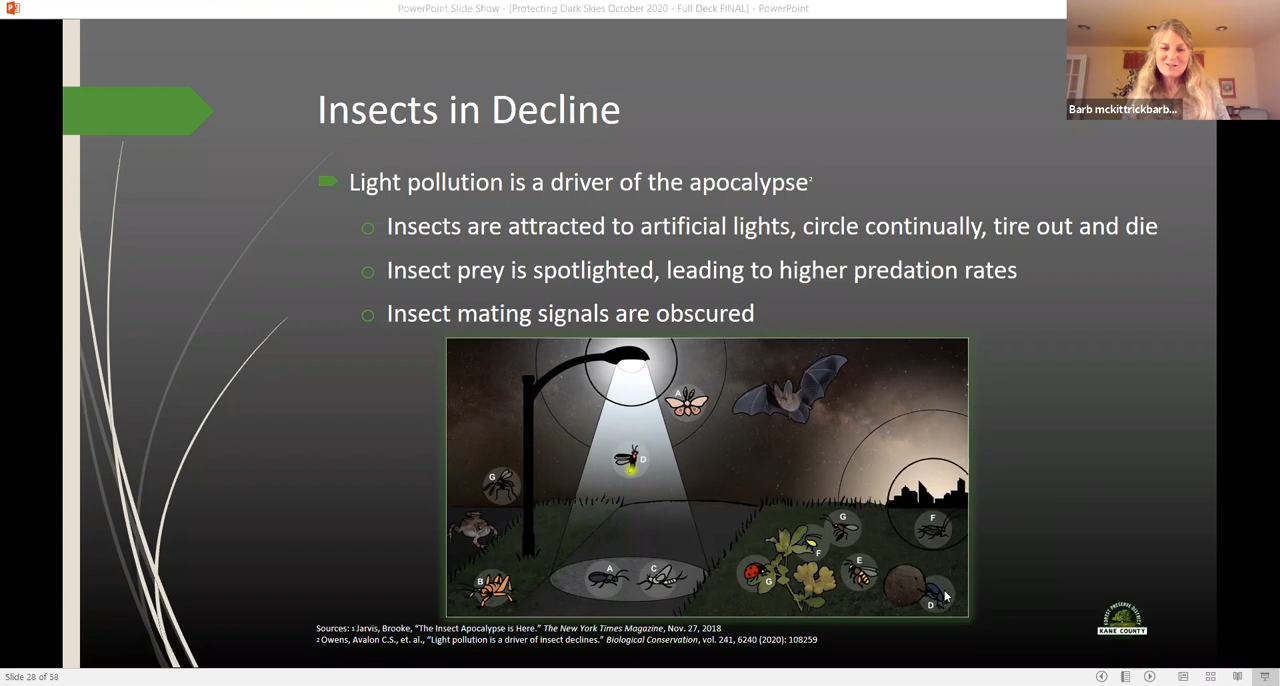 PowerPoint Slide Show - [Protecting Dark Skies October 2020 - Full Deck FINAL] - PowerPoint
Barb mckittrickbarb...
Insects in Decline
Light pollution is a driver of the apocalypse²
Insects are attracted to artificial lights, circle continually, tire out and die
Insect prey is spotlighted, leading to higher predation rates
Insect mating signals are obscured
A
D
G
G
F
F
E
A
C
B
G
D
Sources: 1 Jarvis, Brooke, “The Insect Apocalypse is Here.” The New York Times Magazine, Nov. 27, 2018
2 Owens, Avalon C.S., et. al., “Light pollution is a driver of insect declines.” Biological Conservation, vol. 241, 6240 (2020): 108259
FOREST PRESERVE DISTRICT
KANE COUNTY
Slide 28 of 58